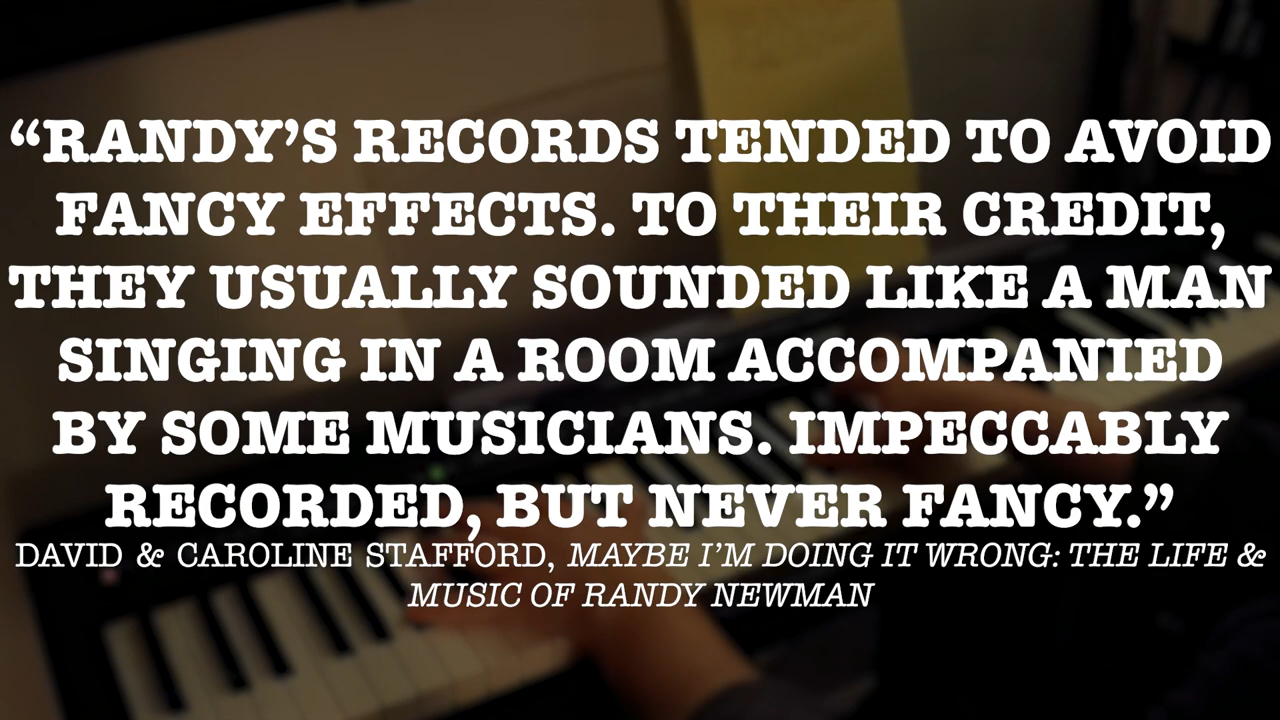 “RANDY’S RECORDS TENDED TO AVOID
FANCY EFFECTS. TO THEIR CREDIT,
THEY USUALLY SOUNDED LIKE A MAN
SINGING IN A ROOM ACCOMPANIED
BY SOME MUSICIANS. IMPECCABLY
RECORDED, BUT NEVER FANCY.”
DAVID & CAROLINE STAFFORD, MAYBE I’M DOING IT WRONG: THE LIFE &
MUSIC OF RANDY NEWMAN